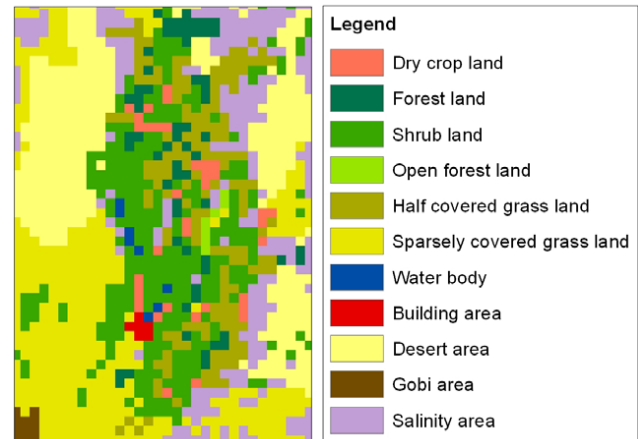 Legend
Dry crop land
Forest land
Shrub land
Open forest land
Half covered grass land
Sparsely covered grass land
Water body
Building area
Desert area
Gobi area
Salinity area